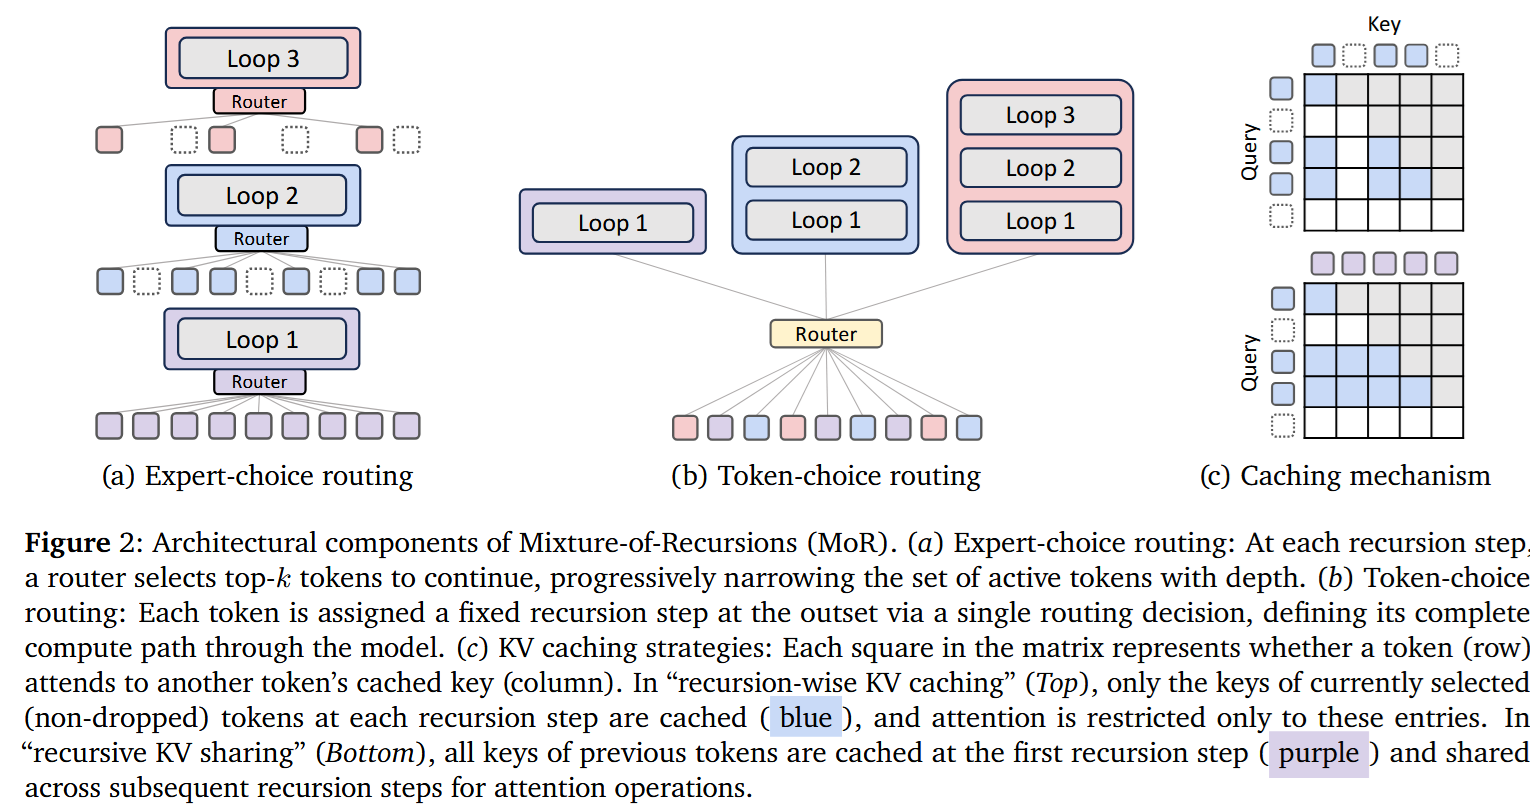 Loop 3
Router
Loop 2
Router
Loop 1
Router
(a) Expert-choice routing
Loop 1
Loop 2
Loop 1
Loop 3
Loop 2
Loop 1
Router
(b) Token-choice routing
Key
Query
Query
(c) Caching mechanism
Figure 2: Architectural components of Mixture-of-Recursions (MoR). (a) Expert-choice routing: At each recursion step,
a router selects top-k tokens to continue, progressively narrowing the set of active tokens with depth. (b) Token-choice
routing: Each token is assigned a fixed recursion step at the outset via a single routing decision, defining its complete
compute path through the model. (c) KV caching strategies: Each square in the matrix represents whether a token (row)
attends to another token’s cached key (column). In “recursion-wise KV caching” (Top), only the keys of currently selected
(non-dropped) tokens at each recursion step are cached ( blue ), and attention is restricted only to these entries. In
“recursive KV sharing” (Bottom), all keys of previous tokens are cached at the first recursion step ( purple ) and shared
across subsequent recursion steps for attention operations.